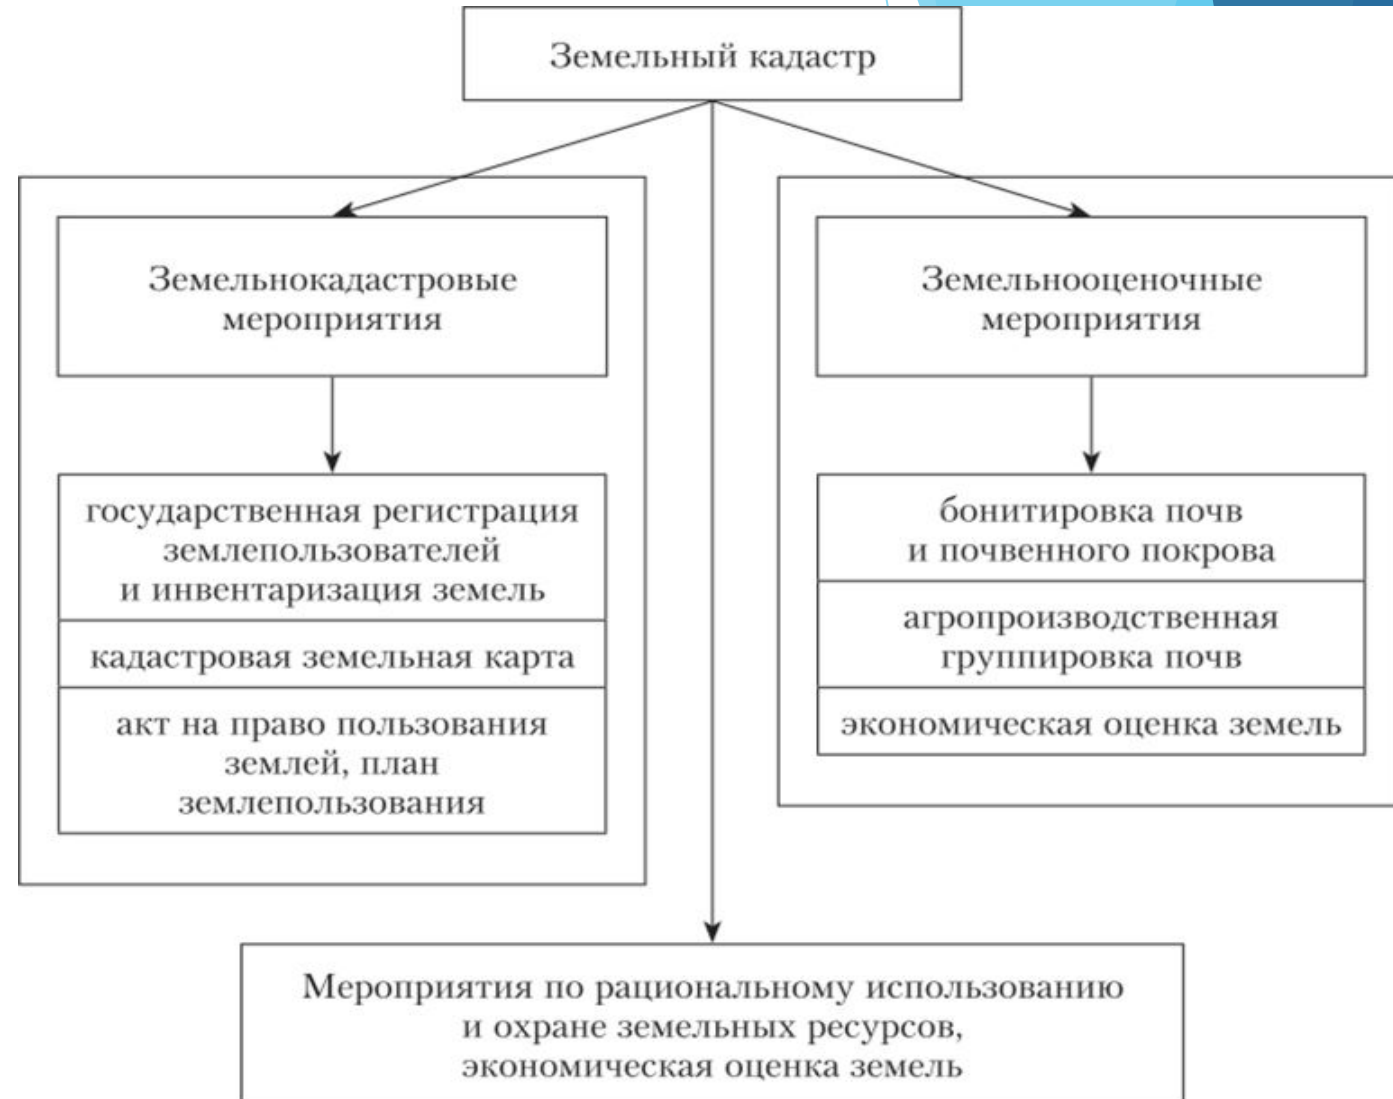 Земельный кадастр
Земельнокадастровые
мероприятия
государственная регистрация
землепользователей
и инвентаризация земель
кадастровая земельная карта
акт на право пользования
землей, план
землепользования
Земельнооценочные
мероприятия
бонитировка почв
и почвенного покрова
агропроизводственная
группировка почв
экономическая оценка земель
Мероприятия по рациональному использованию
и охране земельных ресурсов,
экономическая оценка земель